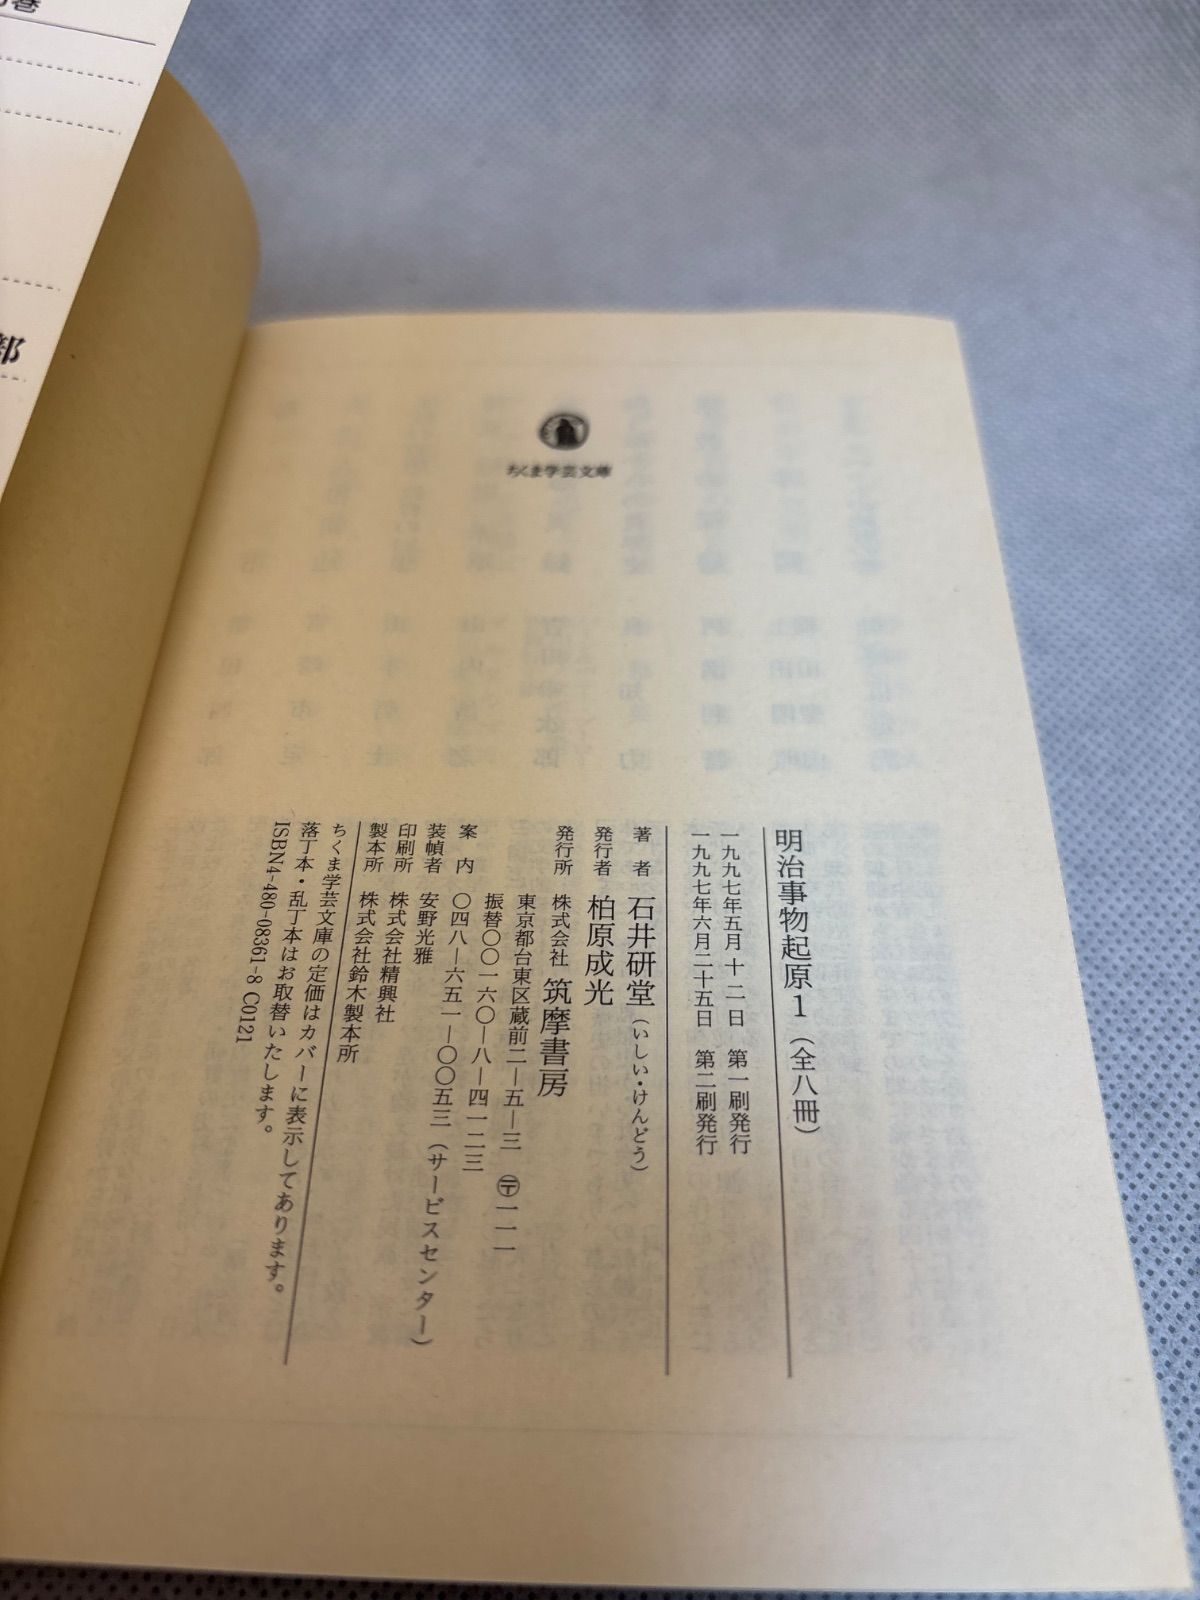 ちくま学芸文庫
明治事物起原1（全八冊）
一九九七年五月十二日 第一刷発行
一九九七年六月二十五日 第二刷発行
著者 石井研堂（いしい・けんどう）
発行者 柏原成光
発行所 株式会社 筑摩書房
東京都台東区蔵前二—五—三 〒一一一
振替〇〇一六〇—八—四一二三
案内 〇四八—六五一—〇〇五三（サービスセンター）
装幀者 安野光雅
印刷所 株式会社精興社
製本所 株式会社鈴木製本所
ちくま学芸文庫の定価はカバーに表示してあります。
落丁本・乱丁本はお取替いたします。
ISBN4-480-08361-8 C0121
巻
部